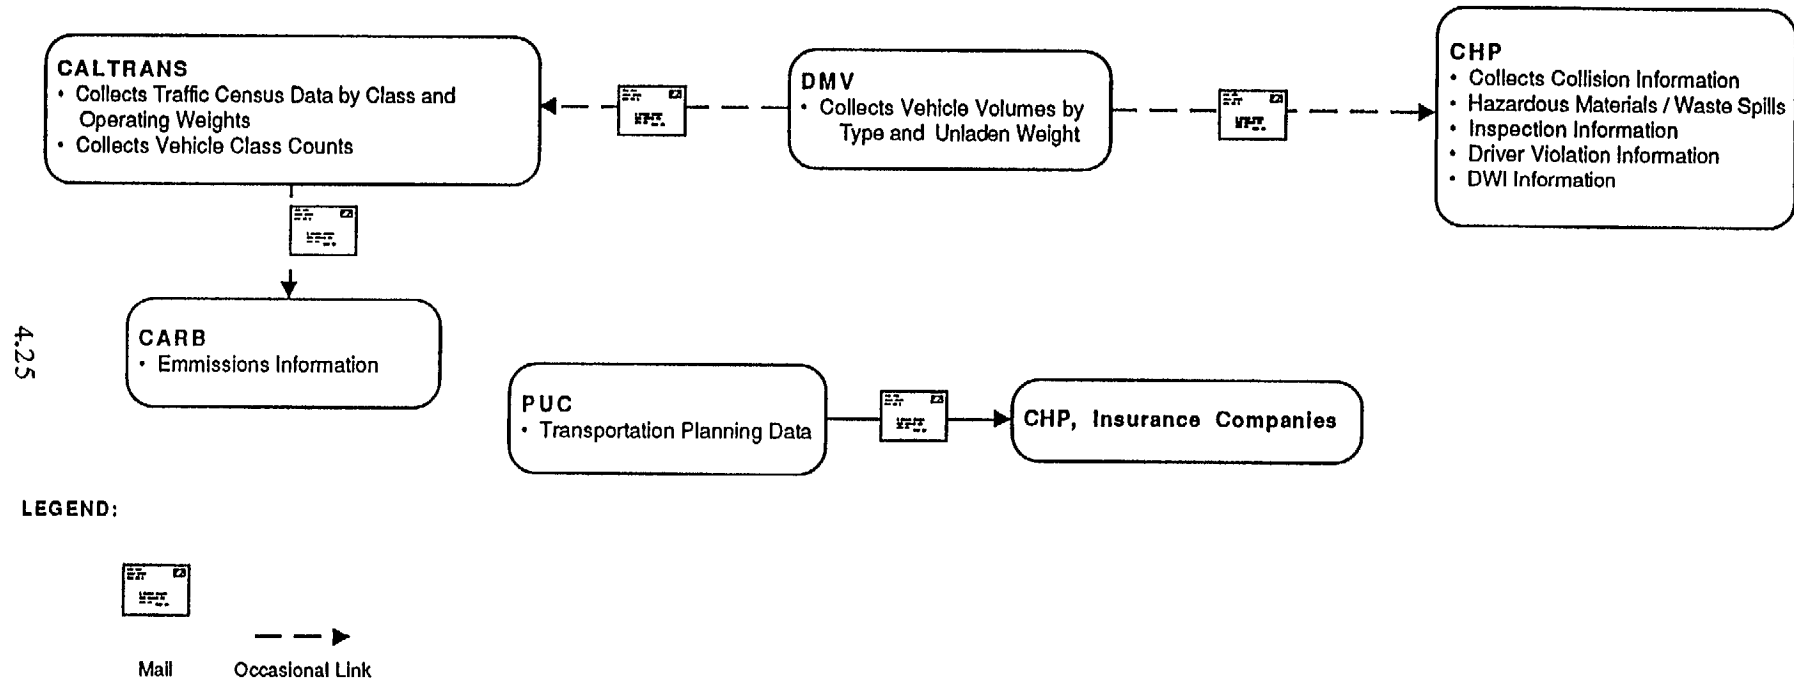 CALTRANS
• Collects Traffic Census Data by Class and
Operating Weights
• Collects Vehicle Class Counts
DMV
• Collects Vehicle Volumes by
Type and Unladen Weight
CHP
• Collects Collision Information
• Hazardous Materials / Waste Spills
• Inspection Information
• Driver Violation Information
• DWI Information
CARB
• Emmissions Information
4.25
PUC
• Transportation Planning Data
CHP, Insurance Companies
LEGEND:
Mail
Occasional Link